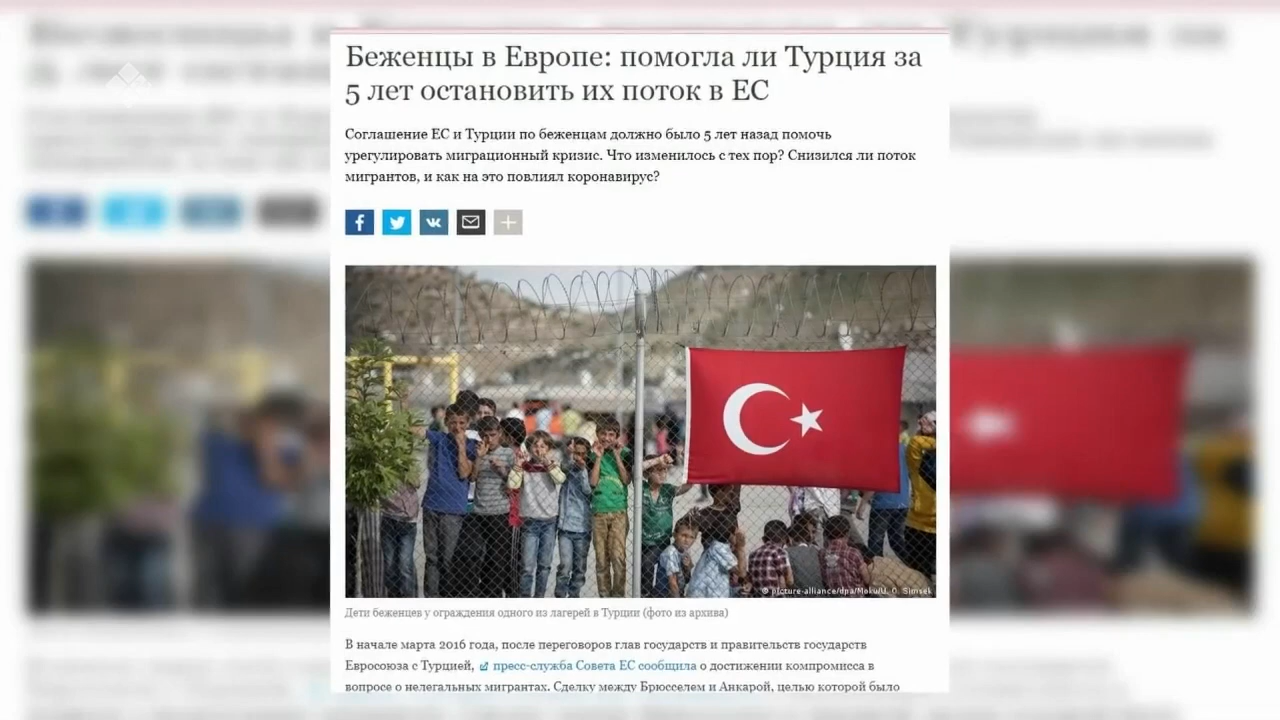 Беженцы в Европе: помогла ли Турция за
5 лет остановить их поток в ЕС
Соглашение ЕС и Турции по беженцам должно было 5 лет назад помочь
урегулировать миграционный кризис. Что изменилось с тех пор? Снизился ли поток
мигрантов, и как на это повлиял коронавирус?
© picture-alliance/dpa/Moku/U. O. Simsek
Дети беженцев у ограждения одного из лагерей в Турции (фото из архива)
В начале марта 2016 года, после переговоров глав государств и правительств государств
Евросоюза с Турцией, пресс-служба Совета ЕС сообщила о достижении компромисса в
вопросе о нелегальных мигрантах. Сделку между Брюсселем и Анкарой, целью которой было